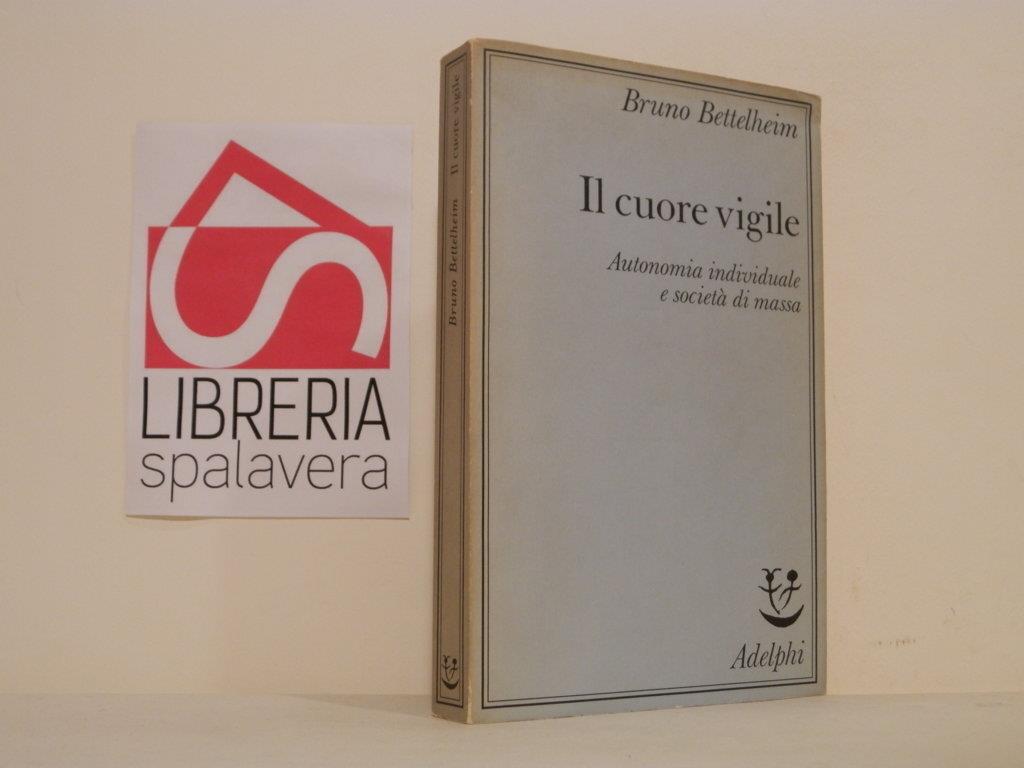 LIBRERIA
spalavera
Bruno Bettelheim Il cuore vigile
Bruno Bettelheim
Il cuore vigile
Autonomia individuale
e società di massa
Adelphi